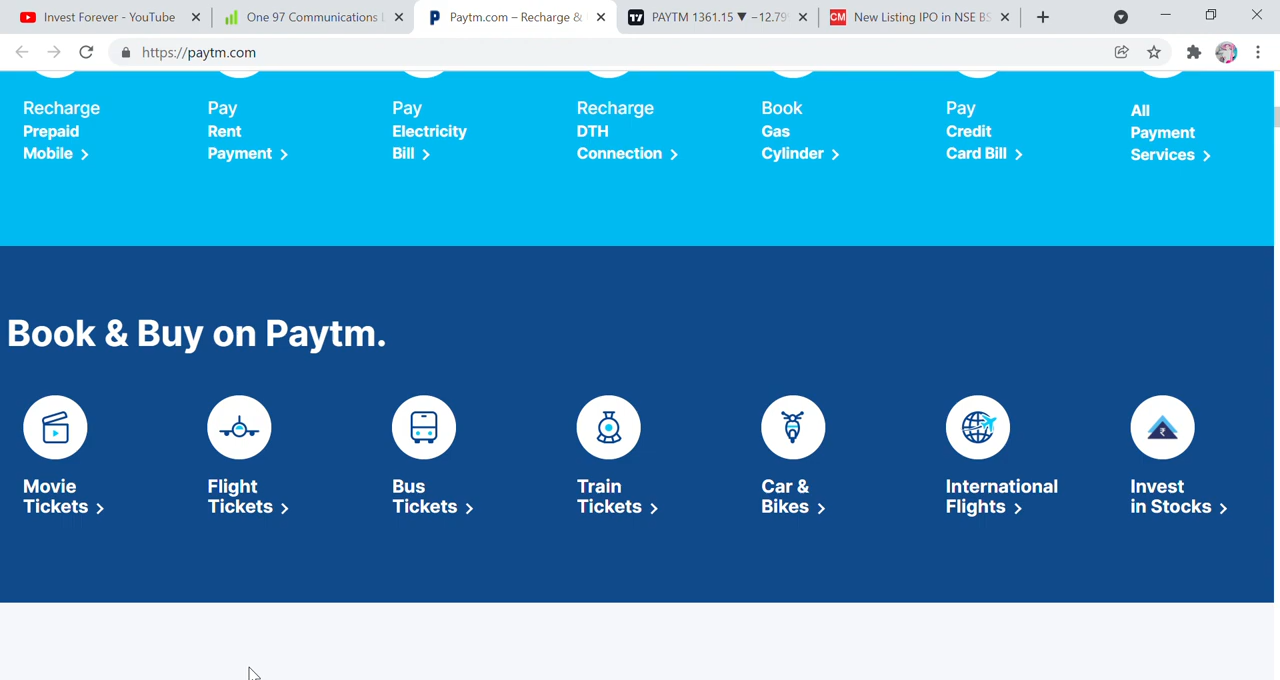 Invest Forever - YouTube
One 97 Communications
Paytm.com – Recharge &
PAYTM 1361.15 ▼ −12.79
New Listing IPO in NSE BS
https://paytm.com
Recharge
Prepaid
Mobile >
Pay
Rent
Payment >
Pay
Electricity
Bill >
Recharge
DTH
Connection >
Book
Gas
Cylinder >
Pay
Credit
Card Bill >
All
Payment
Services >
Book & Buy on Paytm.
Movie
Tickets >
Flight
Tickets >
Bus
Tickets >
Train
Tickets >
Car &
Bikes >
International
Flights >
Invest
in Stocks >